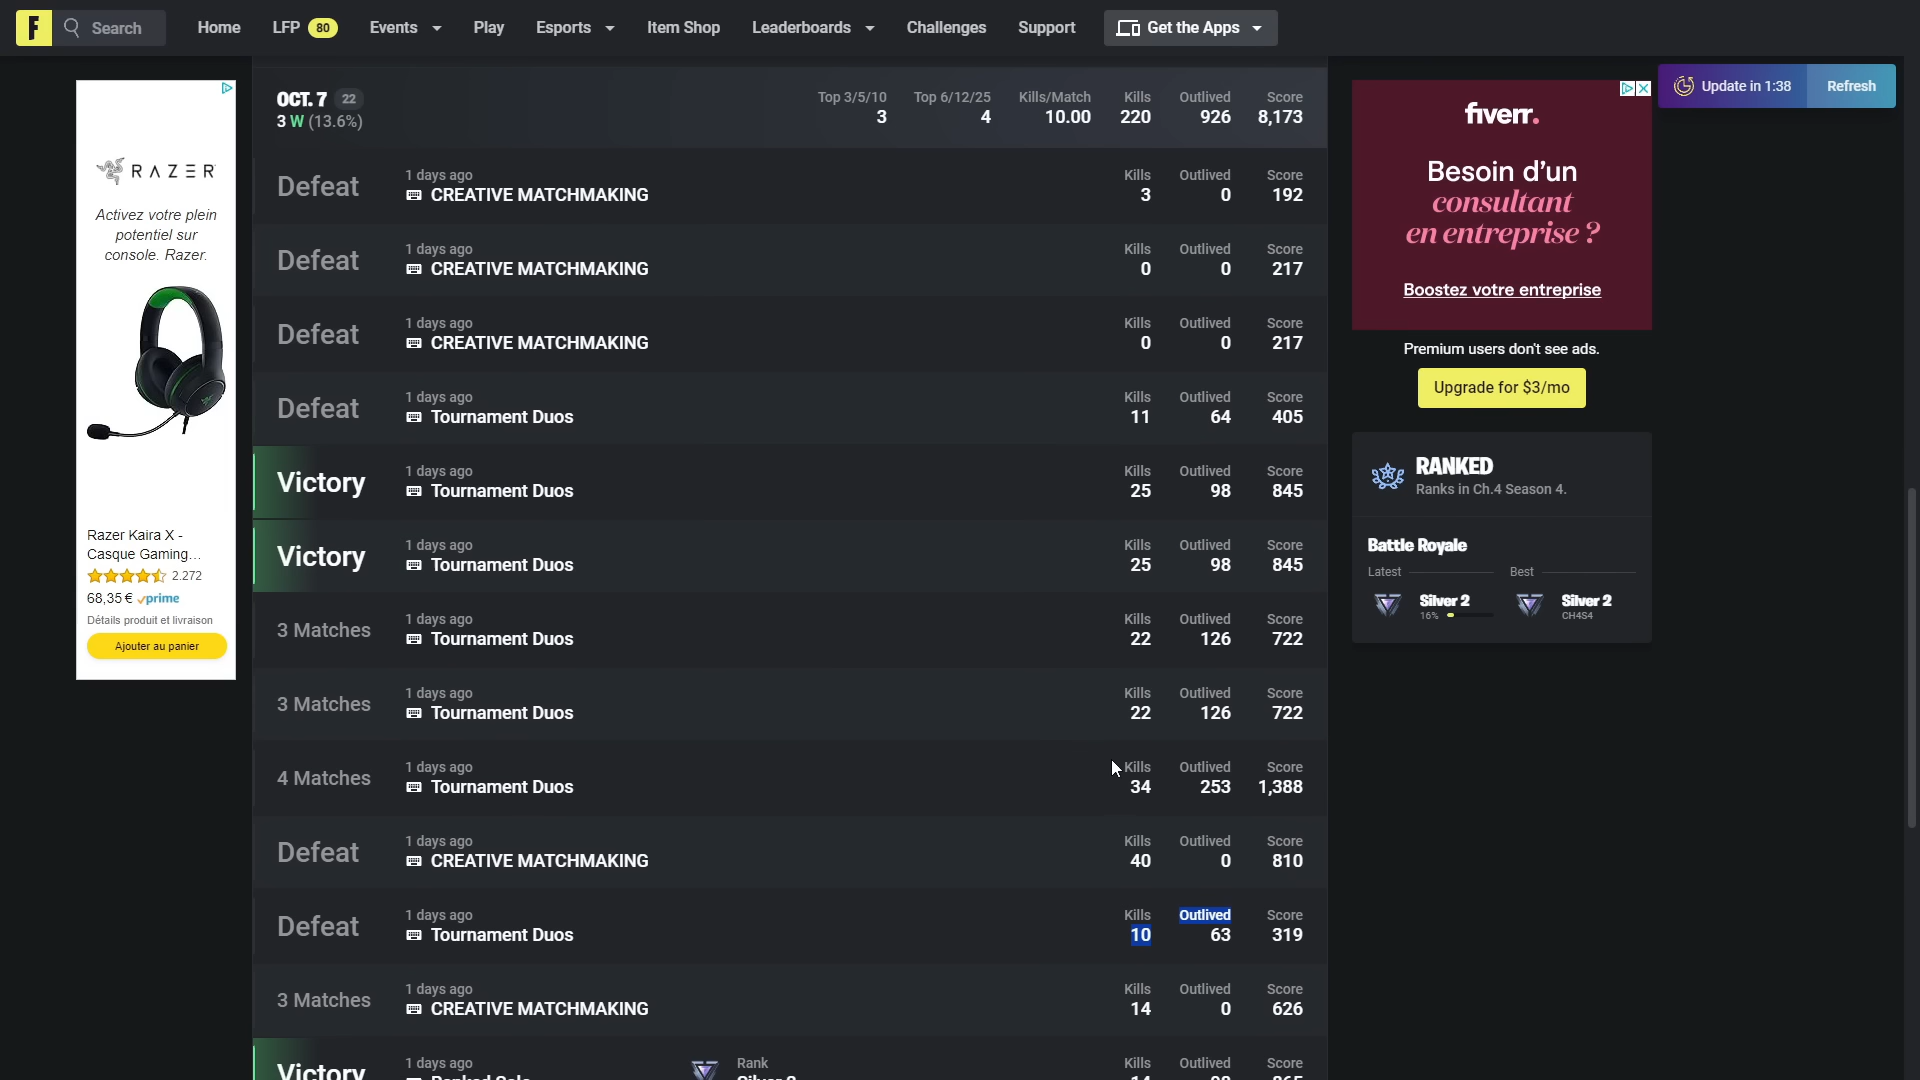 F Search Home LFP 80 Events Play Esports Item Shop Leaderboards Challenges Support Get the Apps
Update in 1:38 Refresh
RAZER
Activez votre plein
potentiel sur
console. Razer.
Razer Kaira X -
Casque Gaming...
2.272
68,35 € prime
Détails produit et livraison
Ajouter au panier
OCT. 7 22
3 W (13.6%)
Top 3/5/10 Top 6/12/25 Kills/Match Kills Outlived Score
3 4 10.00 220 926 8,173
Defeat
1 days ago Kills Outlived Score
CREATIVE MATCHMAKING 3 0 192
Defeat
1 days ago Kills Outlived Score
CREATIVE MATCHMAKING 0 0 217
Defeat
1 days ago Kills Outlived Score
CREATIVE MATCHMAKING 0 0 217
Defeat
1 days ago Kills Outlived Score
Tournament Duos 11 64 405
Victory
1 days ago Kills Outlived Score
Tournament Duos 25 98 845
Victory
1 days ago Kills Outlived Score
Tournament Duos 25 98 845
3 Matches
1 days ago Kills Outlived Score
Tournament Duos 22 126 722
3 Matches
1 days ago Kills Outlived Score
Tournament Duos 22 126 722
4 Matches
1 days ago Kills Outlived Score
Tournament Duos 34 253 1,388
Defeat
1 days ago Kills Outlived Score
CREATIVE MATCHMAKING 40 0 810
Defeat
1 days ago Kills Outlived Score
Tournament Duos 10 63 319
3 Matches
1 days ago Kills Outlived Score
CREATIVE MATCHMAKING 14 0 626
Victory
1 days ago Rank Kills Outlived Score
fiverr.
Besoin d'un
consultant
en entreprise ?
Boostez votre entreprise
Premium users don't see ads.
Upgrade for $3/mo
RANKED
Ranks in Ch.4 Season 4.
Battle Royale
Latest Best
Silver 2 Silver 2
16% CH4S4